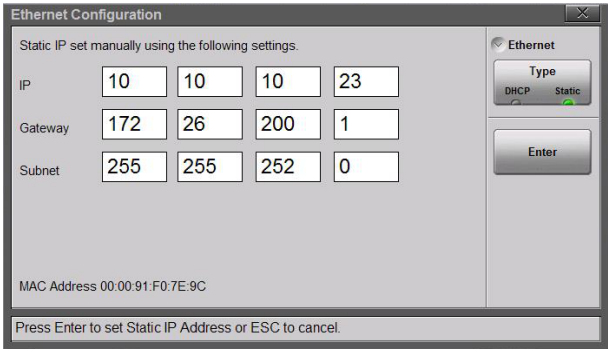 Ethernet Configuration
Static IP set manually using the following settings.
IP 10 10 10 23
Gateway 172 26 200 1
Subnet 255 255 252 0
MAC Address 00:00:91:F0:7E:9C
Press Enter to set Static IP Address or ESC to cancel.
Ethernet
Type
DHCP Static
Enter